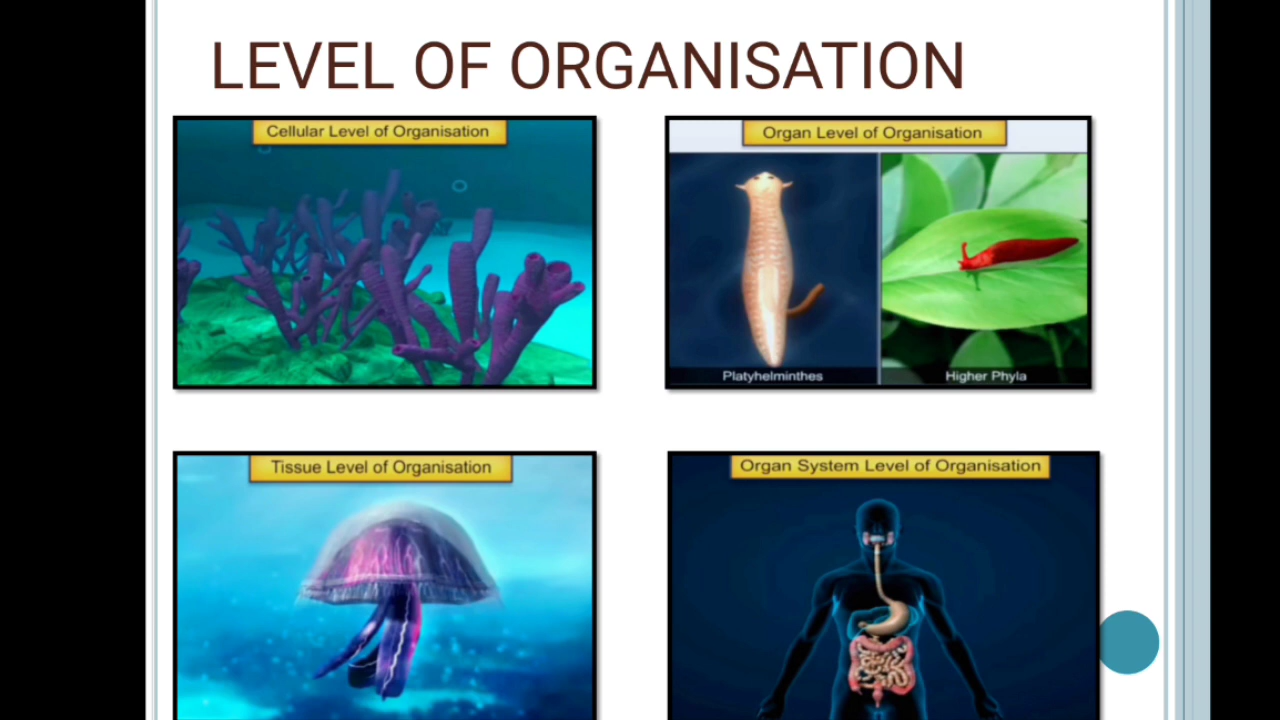 LEVEL OF ORGANISATION
Cellular Level of Organisation
Organ Level of Organisation
Platyhelminthes
Higher Phyla
Tissue Level of Organisation
Organ System Level of Organisation